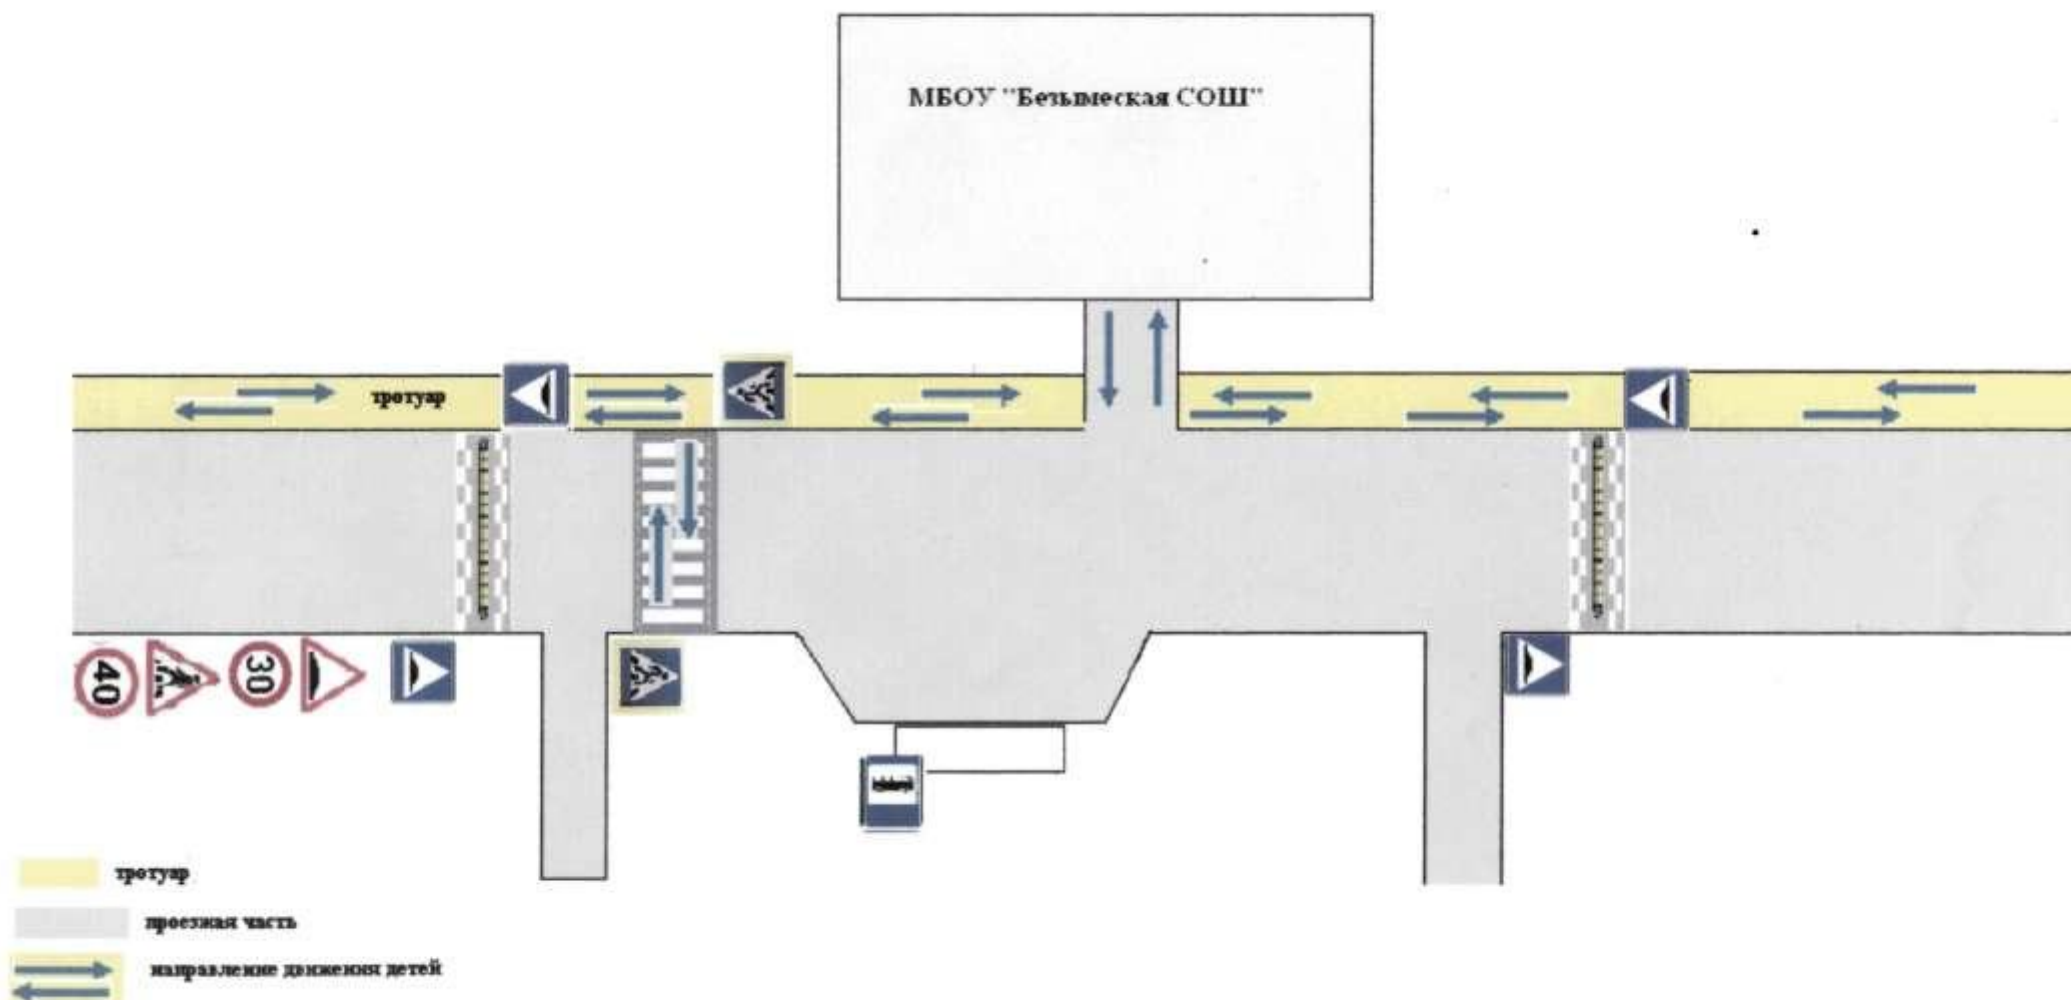 МБОУ "Безымеская СОШ"
тротуар
40
30
тротуар
проезжая часть
направление движения детей